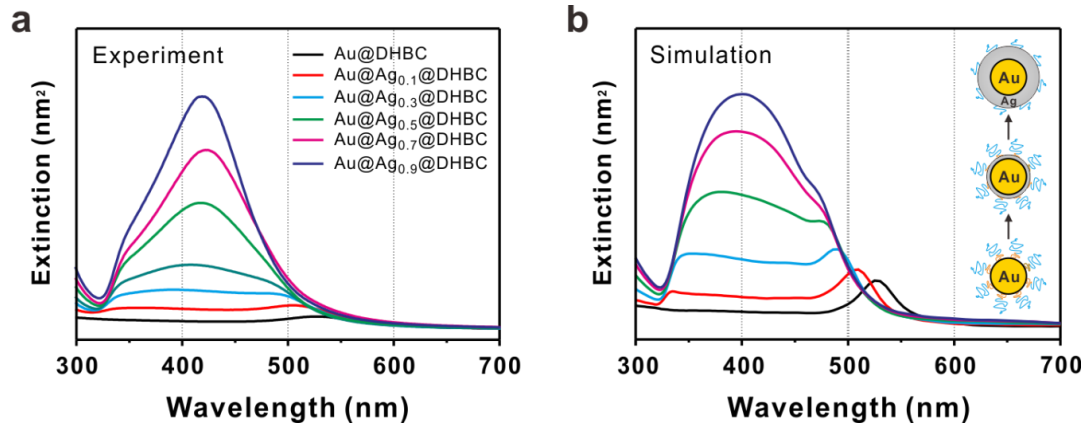 a
Experiment
Au@DHBC
Au@Ag0.1@DHBC
Au@Ag0.3@DHBC
Au@Ag0.5@DHBC
Au@Ag0.7@DHBC
Au@Ag0.9@DHBC
Extinction (nm²)
300 400 500 600 700
Wavelength (nm)
b
Simulation
Au
Ag
Au
Au
Extinction (nm²)
300 400 500 600 700
Wavelength (nm)